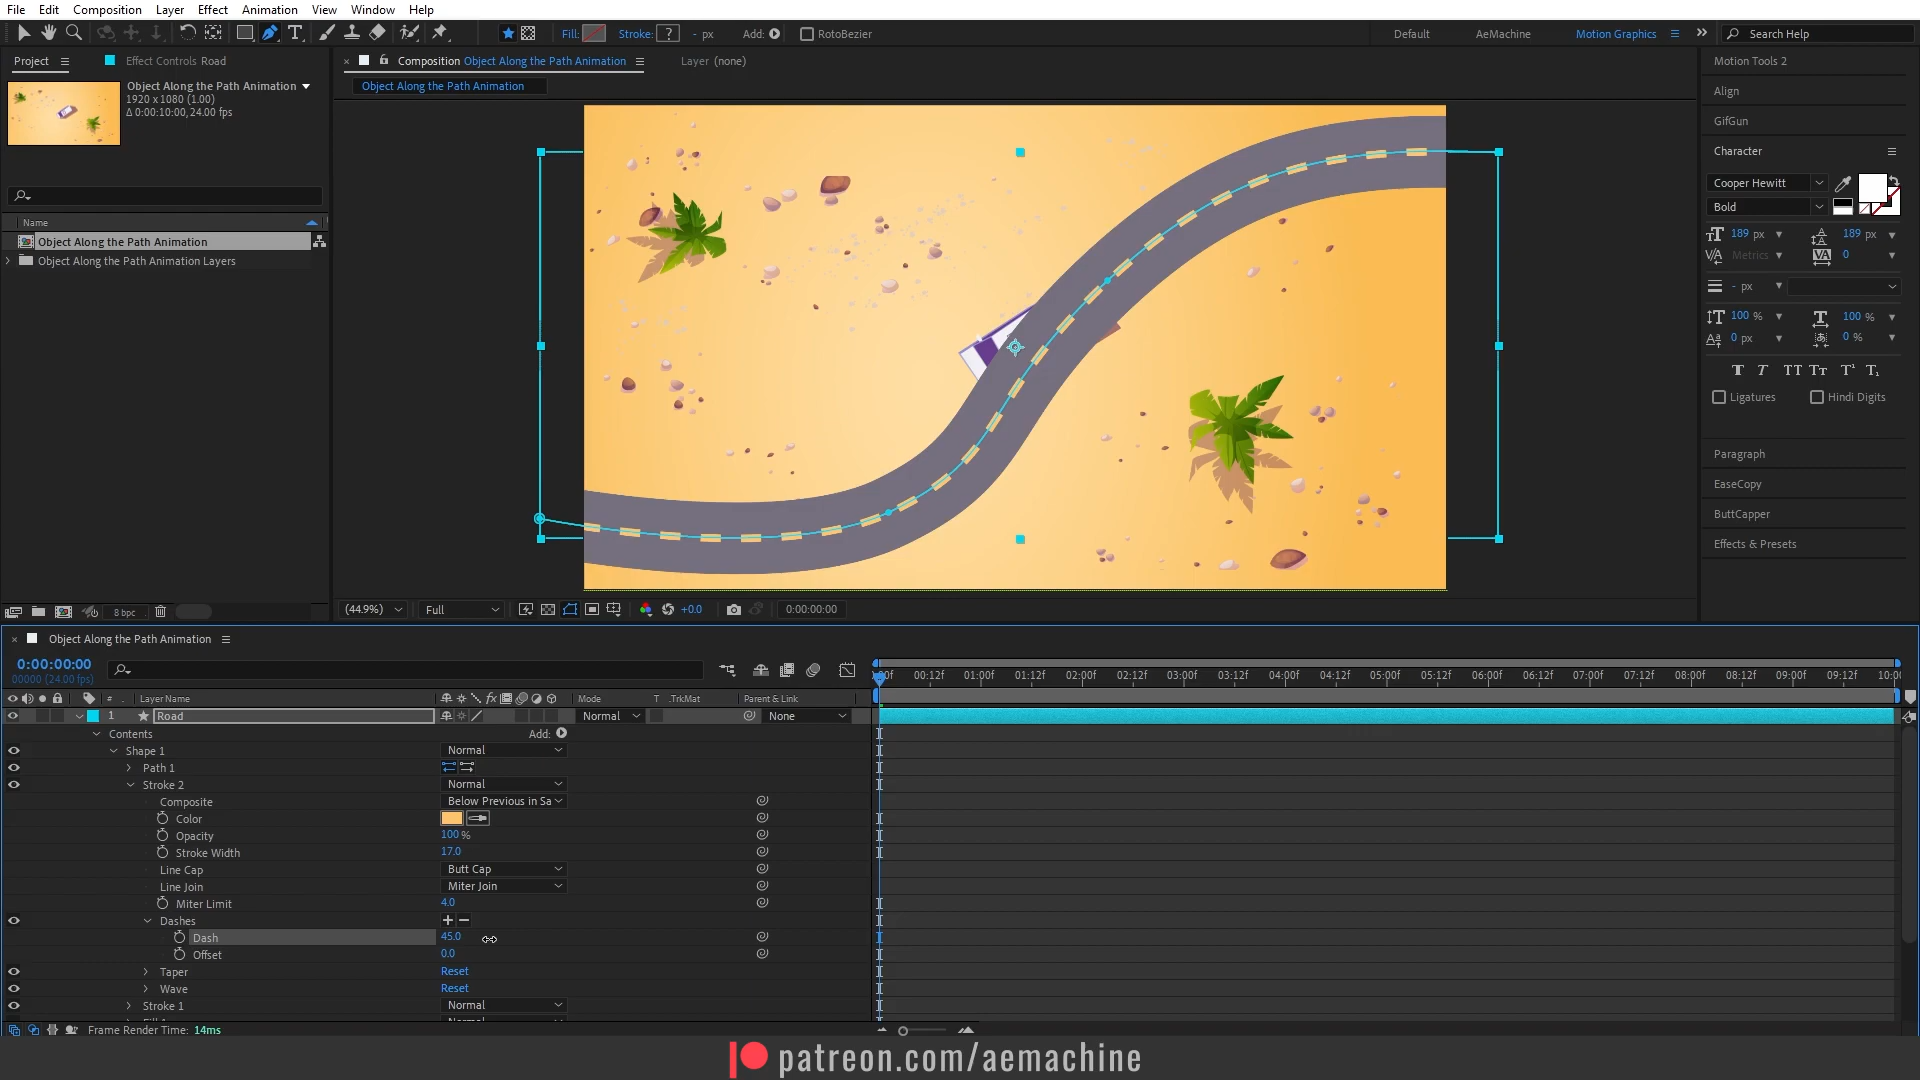 File Edit Composition Layer Effect Animation View Window Help
Fill: Stroke: ? - px Add: RotoBezier Default AeMachine Motion Graphics Search Help
Project Effect Controls Road Composition Object Along the Path Animation Layer (none) Motion Tools 2
Object Along the Path Animation
1920 x 1080 (1.00)
Δ 0:00:10:00, 24.00 fps
Object Along the Path Animation
Align
GifGun
Character
Cooper Hewitt
Bold
189 px 189 px
Metrics 0
- px
100 % 100 %
0 px 0 %
T T TT Tт T¹ T₁
Ligatures Hindi Digits
Paragraph
EaseCopy
ButtCapper
Effects & Presets
Name
Object Along the Path Animation
Object Along the Path Animation Layers
8 bpc
(44.9%) Full +0.0 0:00:00:00
Object Along the Path Animation
0:00:00:00
00000 (24.00 fps)
00:12f 01:00f 01:12f 02:00f 02:12f 03:00f 03:12f 04:00f 04:12f 05:00f 05:12f 06:00f 06:12f 07:00f 07:12f 08:00f 08:12f 09:00f 09:12f
# Layer Name Mode T .TrkMat Parent & Link
1 Road Normal None
Contents Add:
Shape 1 Normal
Path 1
Stroke 2 Normal
Composite Below Previous in Sa
Color
Opacity 100 %
Stroke Width 17.0
Line Cap Butt Cap
Line Join Miter Join
Miter Limit 4.0
Dashes + −
Dash 45.0
Offset 0.0
Taper Reset
Wave Reset
Stroke 1 Normal
Frame Render Time: 14ms
patreon.com/aemachine